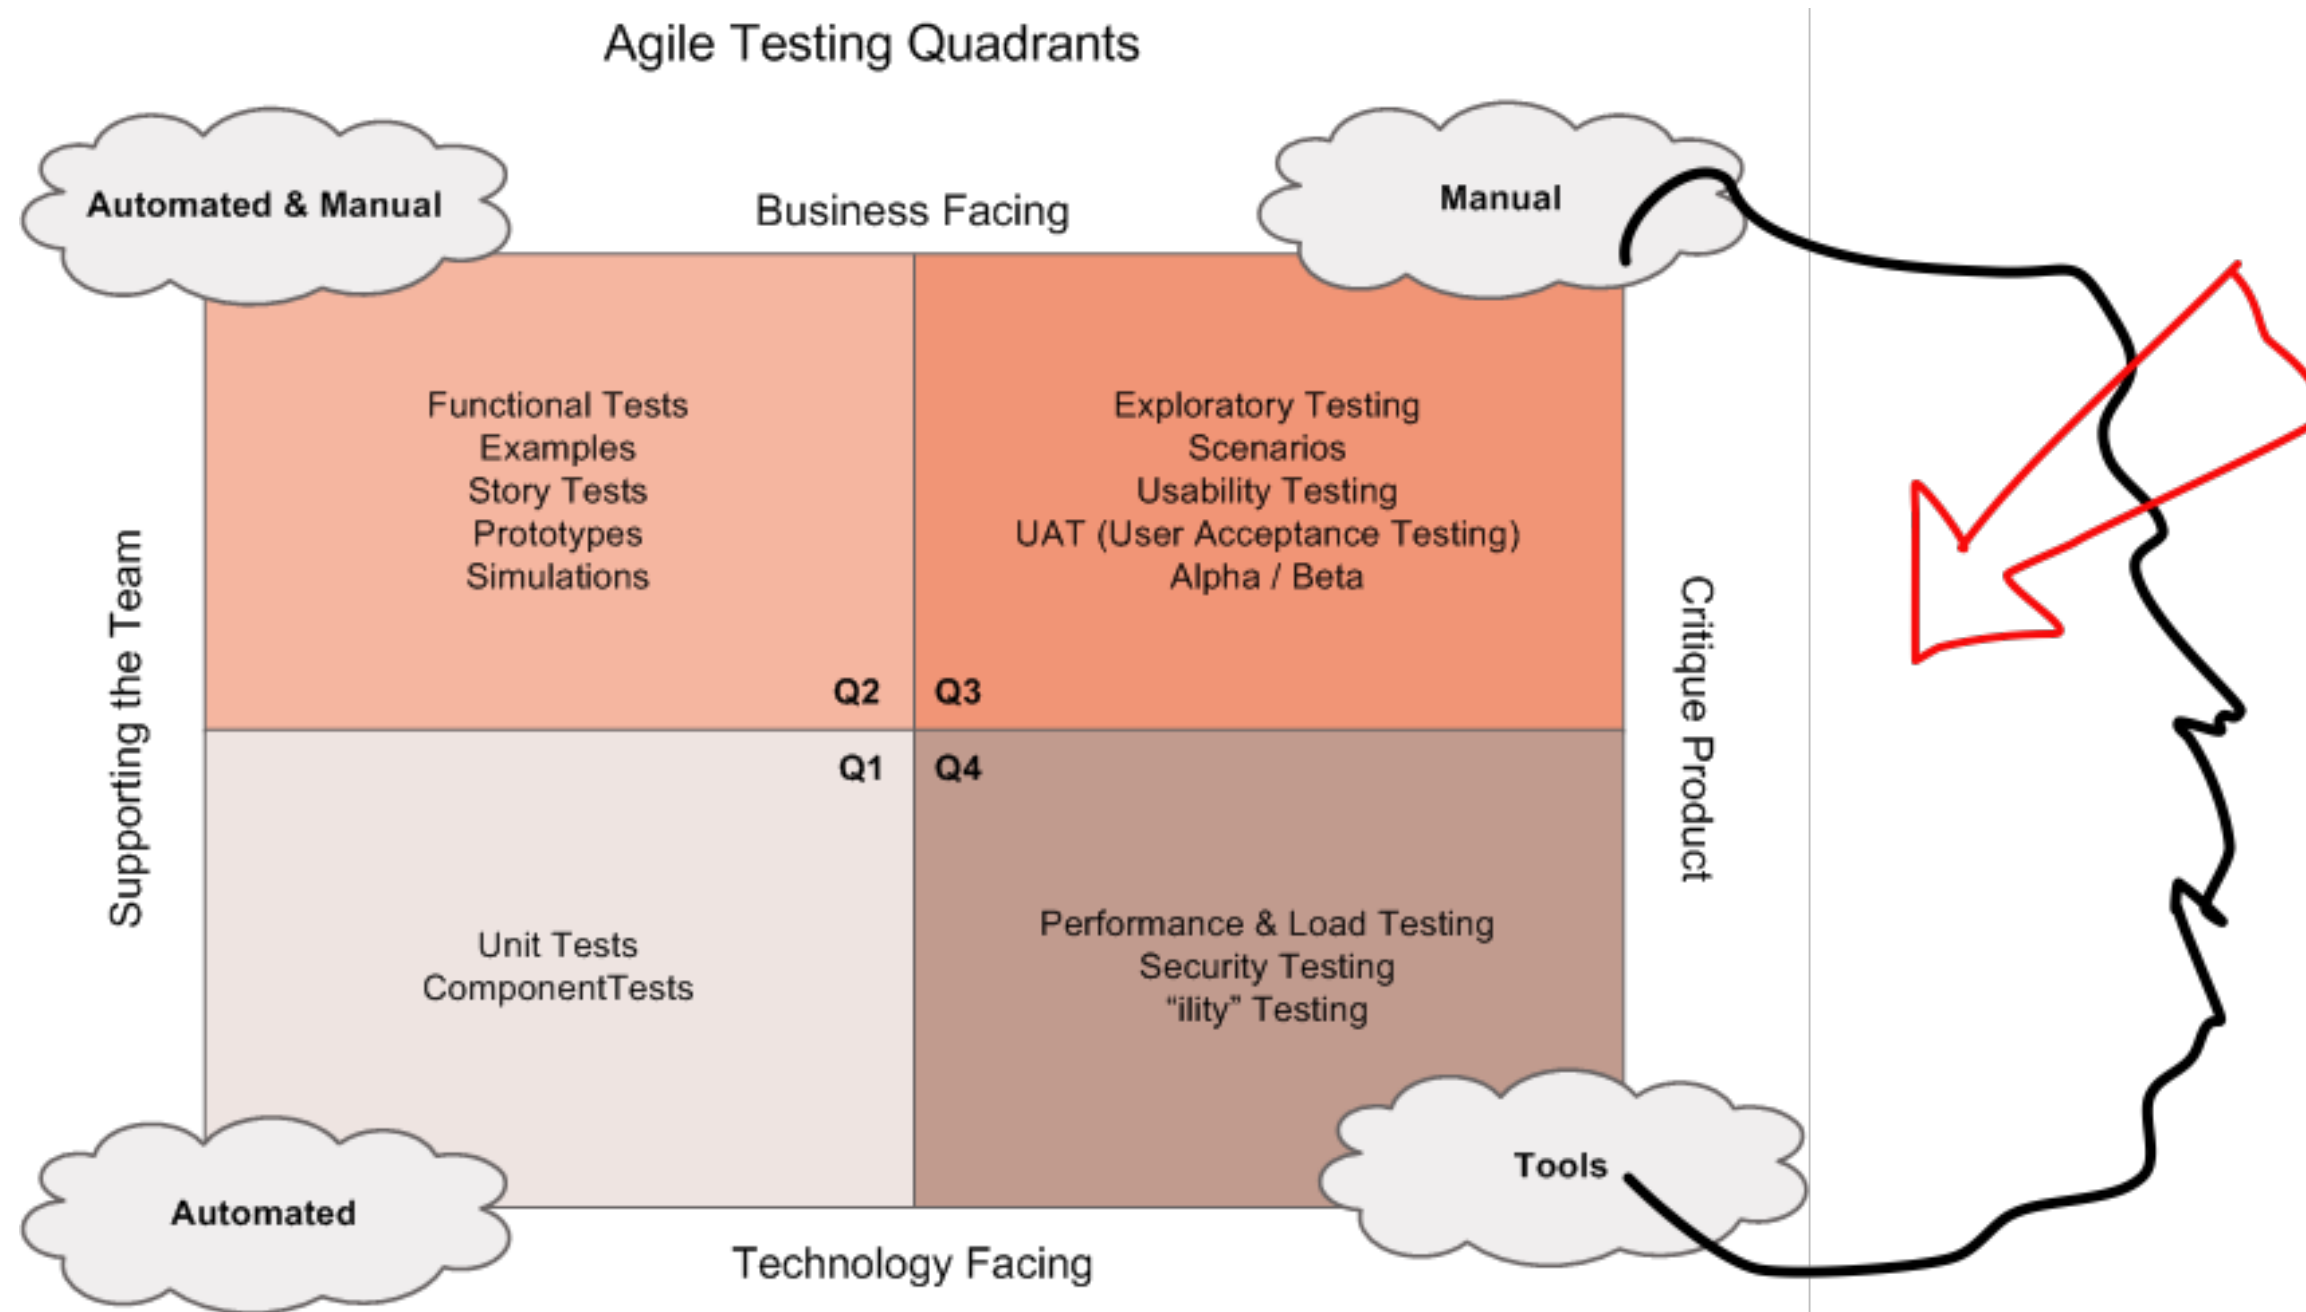 Agile Testing Quadrants
Automated & Manual
Business Facing
Manual
Functional Tests
Examples
Story Tests
Prototypes
Simulations
Q2
Exploratory Testing
Scenarios
Usability Testing
UAT (User Acceptance Testing)
Alpha / Beta
Q3
Supporting the Team
Critique Product
Q1
Unit Tests
ComponentTests
Q4
Performance & Load Testing
Security Testing
“ility” Testing
Automated
Technology Facing
Tools